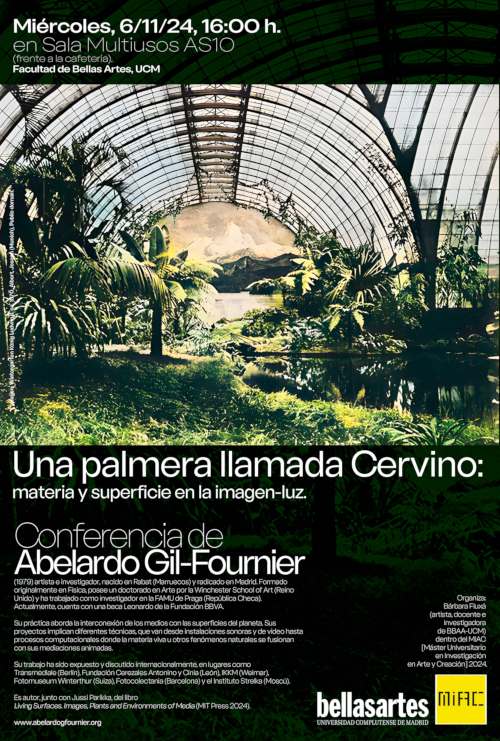 Miércoles, 6/11/24, 16:00 h.
en Sala Multiusos AS10
(frente a la cafetería).
Facultad de Bellas Artes, UCM
Albert, Joseph
Public domain
Una palmera llamada Cervino:
materia y superficie en la imagen-luz.
Conferencia de
Abelardo Gil-Fournier
(1979) artista e investigador, nacido en Rabat (Marruecos) y radicado en Madrid. Formado
originalmente en Física, posee un doctorado en Arte por la Winchester School of Art (Reino
Unido) y ha trabajado como investigador en la FAMU de Praga (República Checa).
Actualmente, cuenta con una beca Leonardo de la Fundación BBVA.
Su práctica aborda la interconexión de los medios con las superficies del planeta. Sus
proyectos implican diferentes técnicas, que van desde instalaciones sonoras y de vídeo hasta
procesos computacionales donde la materia viva u otros fenómenos naturales se fusionan
con sus mediaciones animadas.
Su trabajo ha sido expuesto y discutido internacionalmente, en lugares como
Transmediale (Berlín), Fundación Cerezales Antonino y Cinia (León), IKKM (Weimar),
Fotomuseum Winterthur (Suiza), Fotocolectania (Barcelona) y el Instituto Strelka (Moscú).
Es autor, junto con Jussi Parikka, del libro
Living Surfaces. Images, Plants and Environments of Media (MIT Press 2024).
www.abelardogfournier.org
Organiza:
Bárbara Fluxá
(artista, docente e
investigadora
de BBAA-UCM)
dentro del MIAC
[Máster Universitario
en Investigación
en Arte y Creación] 2024.
bellasartes
UNIVERSIDAD COMPLUTENSE DE MADRID
MIAC